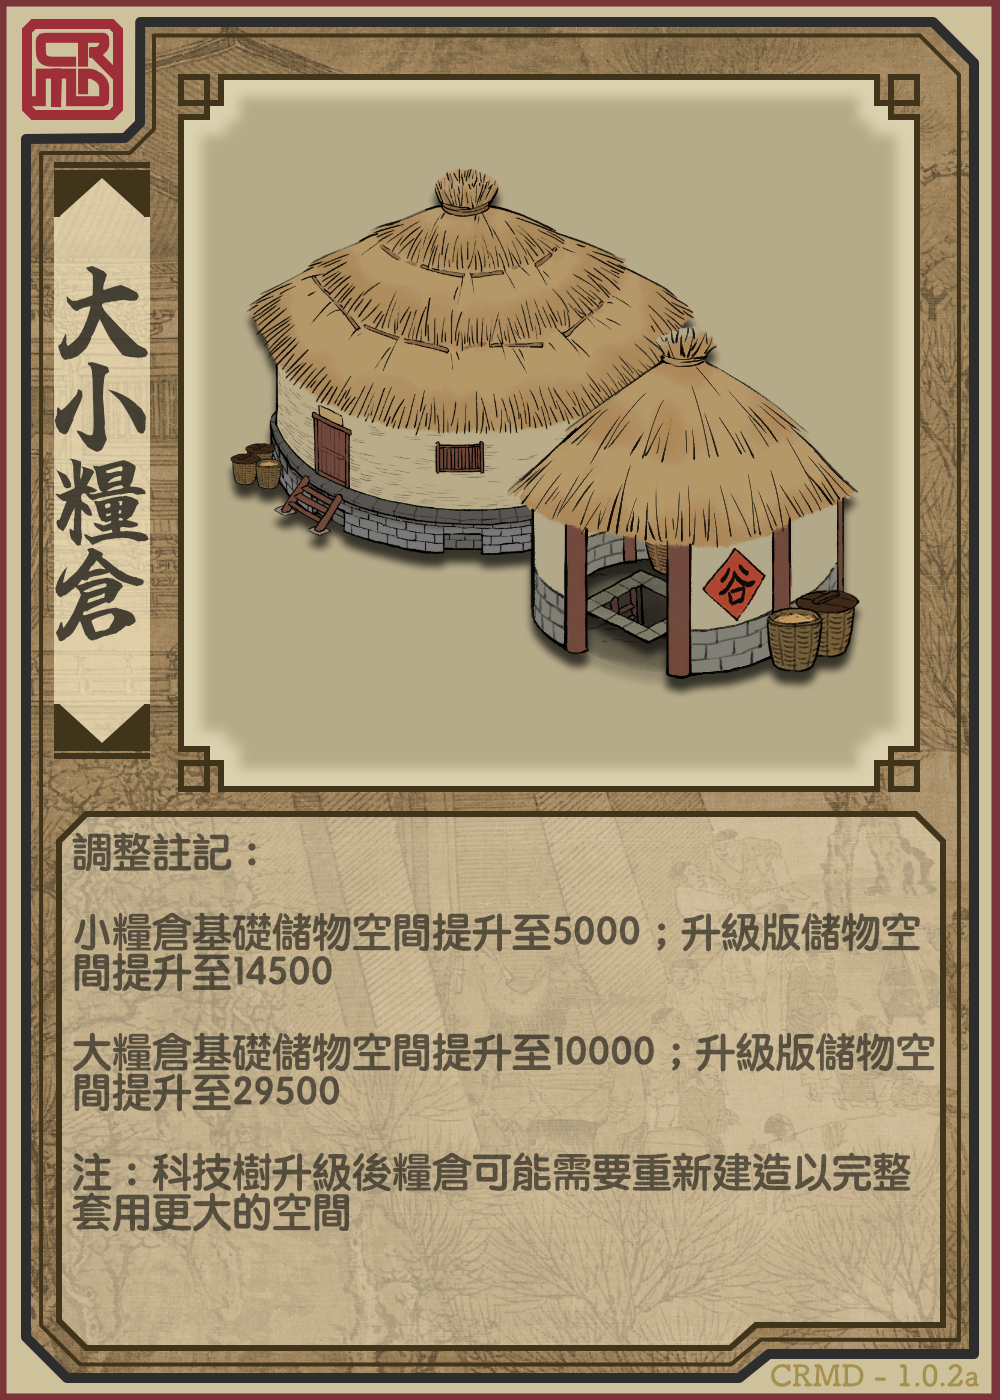 CRMD
大小糧倉
谷
調整註記：
小糧倉基礎儲物空間提升至5000；升級版儲物空
間提升至14500
大糧倉基礎儲物空間提升至10000；升級版儲物空
間提升至29500
注：科技樹升級後糧倉可能需要重新建造以完整
套用更大的空間
CRMD - 1.0.2a